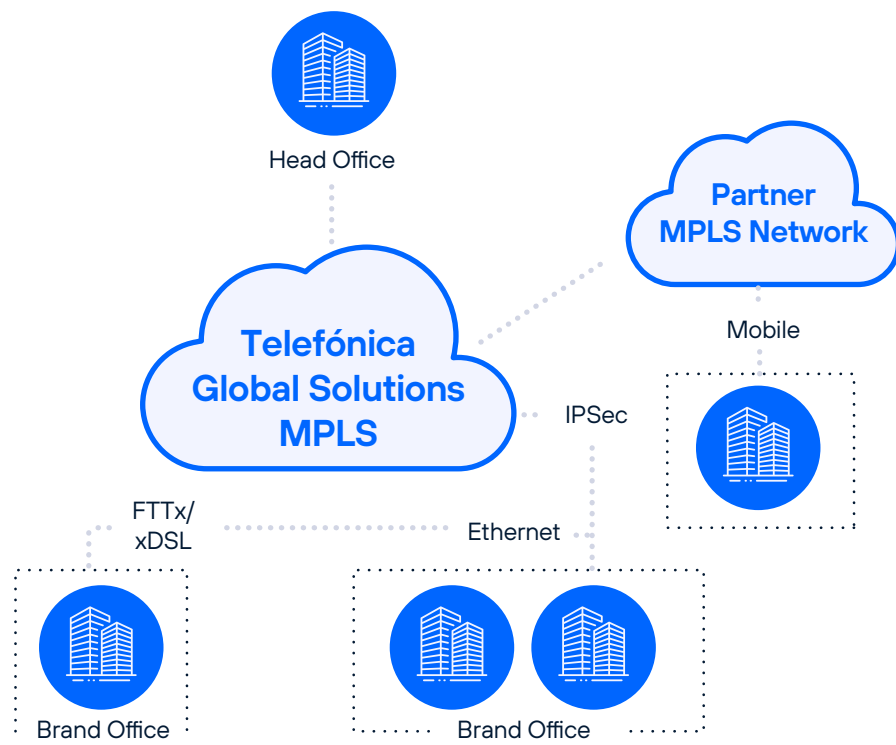 Head Office
Partner
MPLS Network
Mobile
Telefónica
Global Solutions
MPLS
IPSec
FTTx/
xDSL
Ethernet
Brand Office
Brand Office